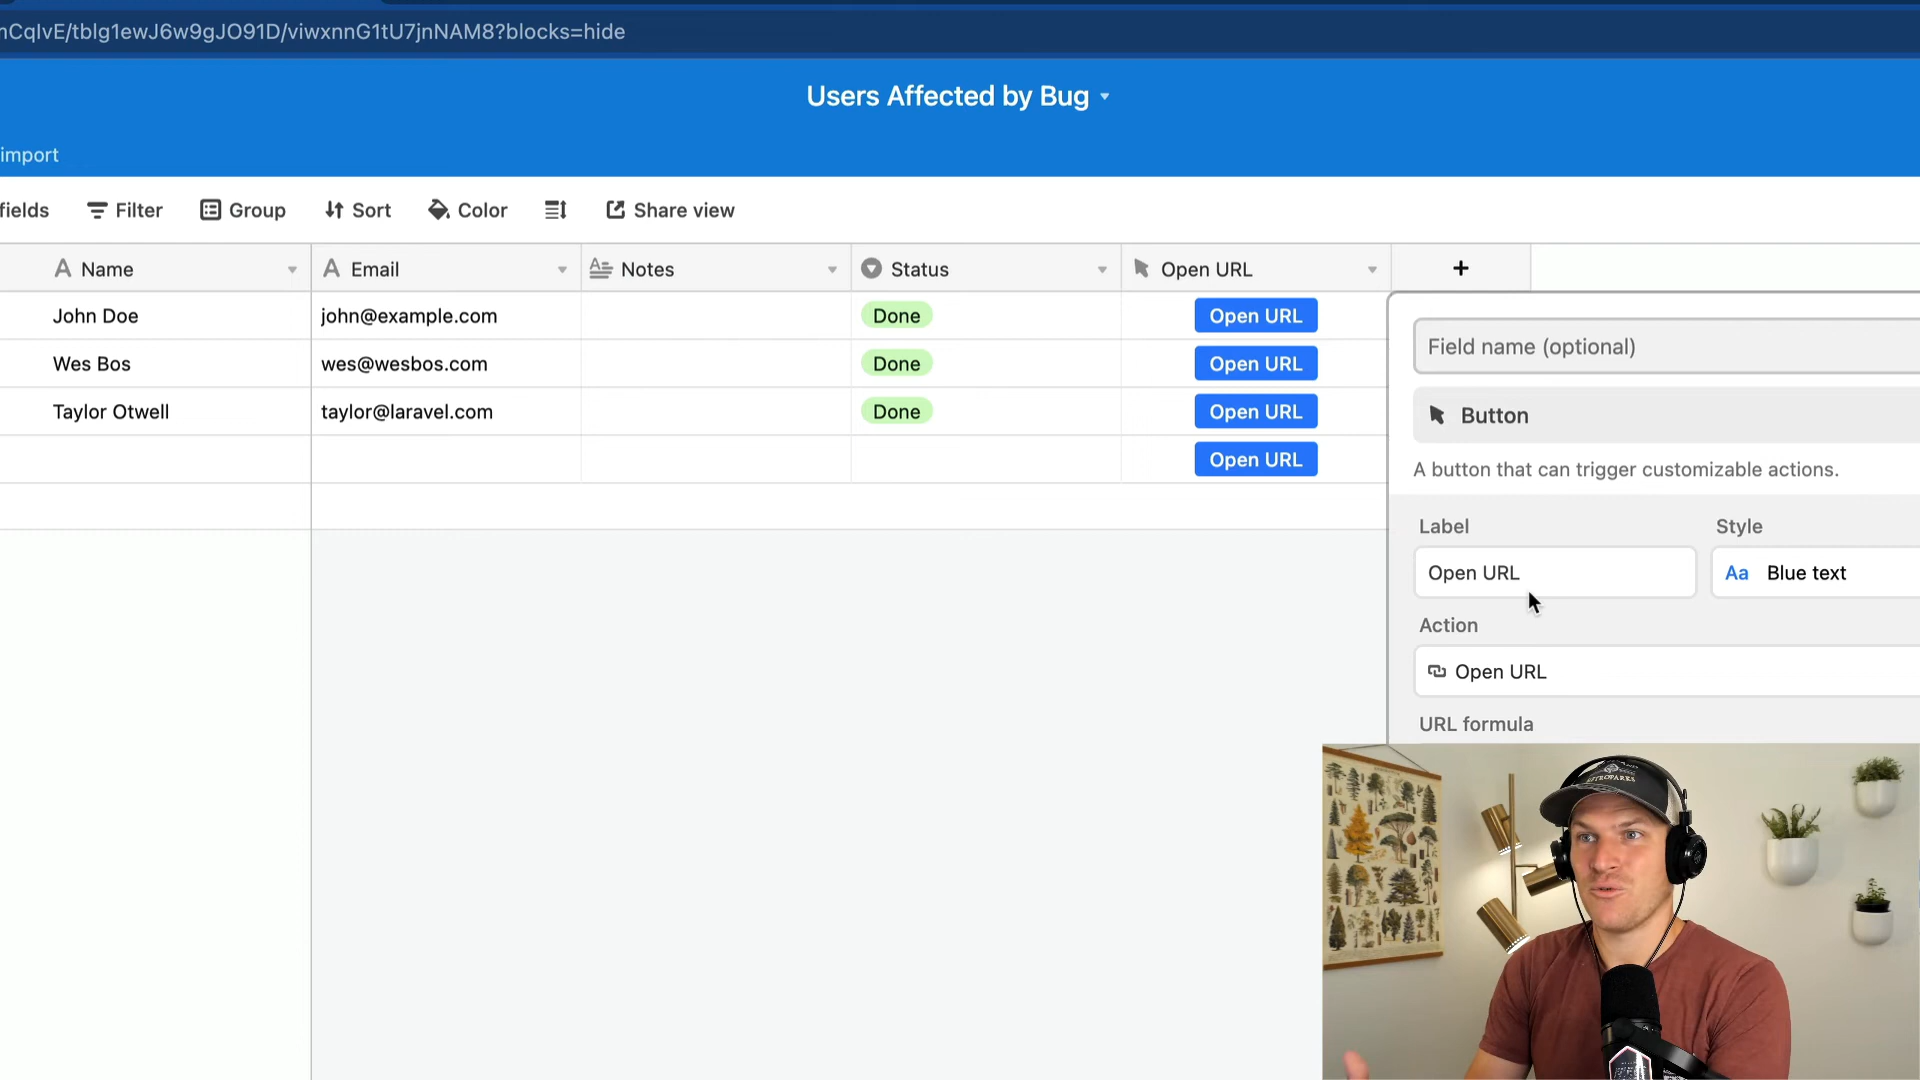 nCqIvE/tblg1ewJ6w9gJO91D/viwxnnG1tU7jnNAM8?blocks=hide
Users Affected by Bug
import
fields Filter Group Sort Color Share view
Name Email Notes Status Open URL +
John Doe john@example.com Done Open URL
Wes Bos wes@wesbos.com Done Open URL
Taylor Otwell taylor@laravel.com Done Open URL
Open URL
Field name (optional)
Button
A button that can trigger customizable actions.
Label Style
Open URL Aa Blue text
Action
Open URL
URL formula